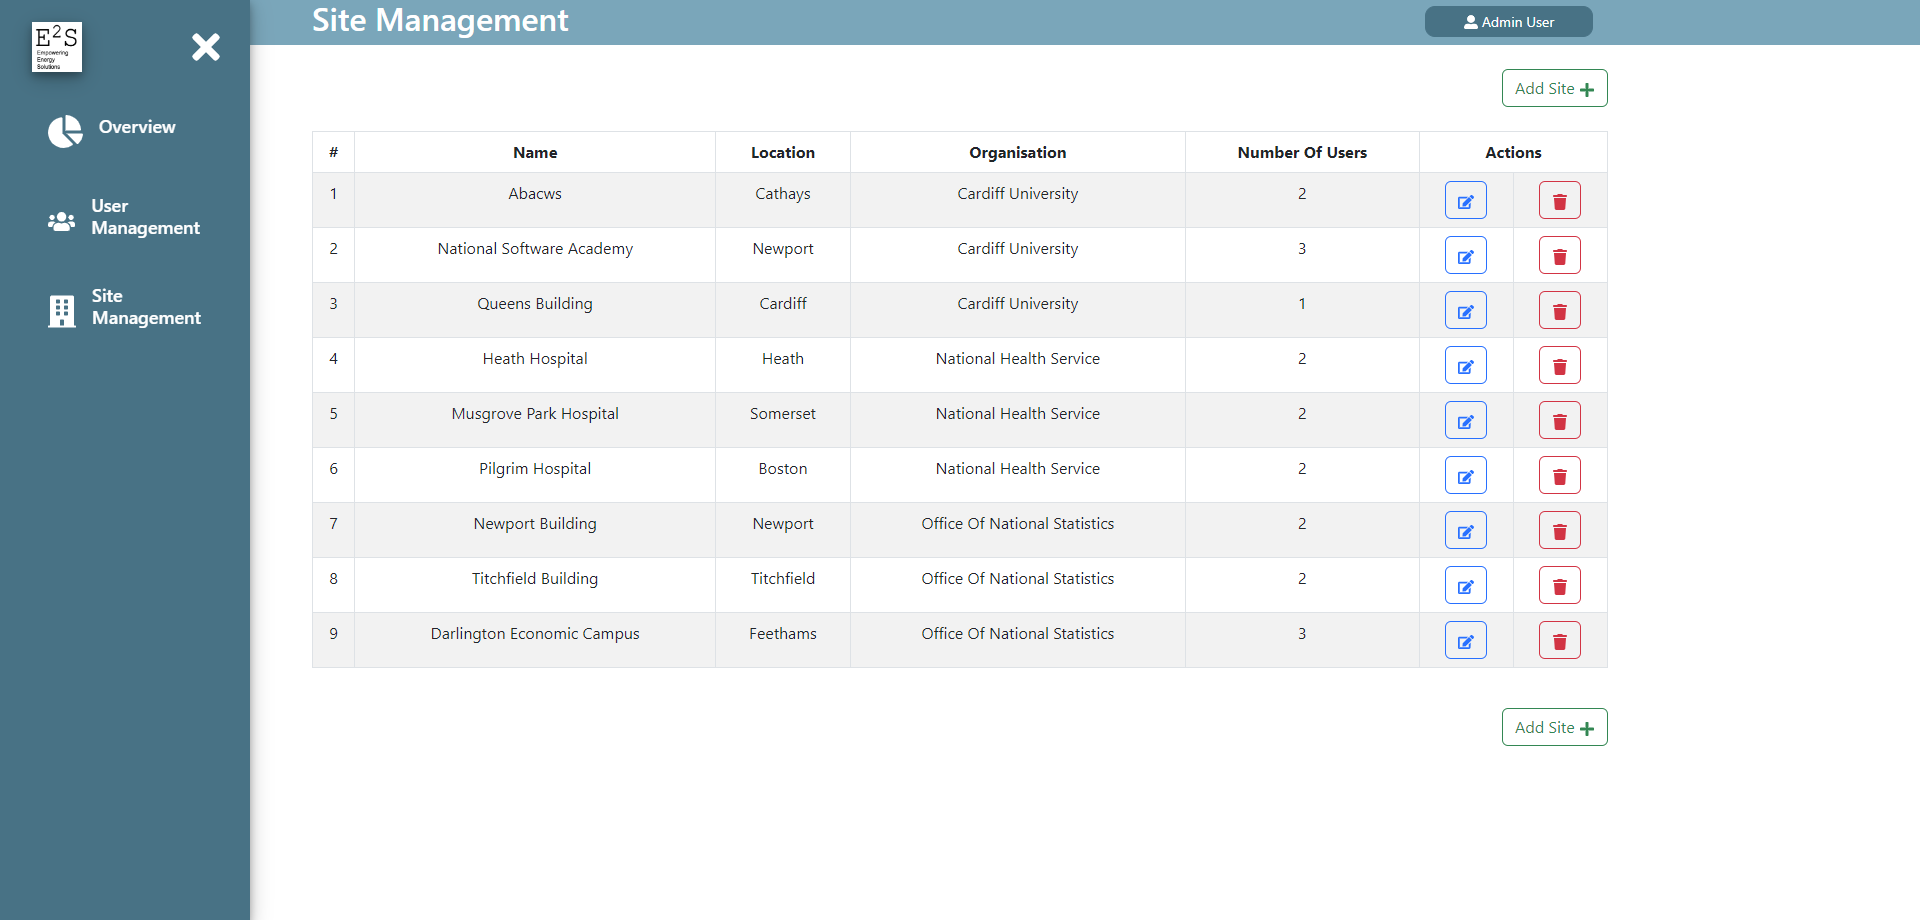 E2S
Empowering
Energy
Solutions
Site Management
Admin User
Overview
User
Management
Site
Management
Add Site
# Name Location Organisation Number Of Users Actions
1 Abacws Cathays Cardiff University 2
2 National Software Academy Newport Cardiff University 3
3 Queens Building Cardiff Cardiff University 1
4 Heath Hospital Heath National Health Service 2
5 Musgrove Park Hospital Somerset National Health Service 2
6 Pilgrim Hospital Boston National Health Service 2
7 Newport Building Newport Office Of National Statistics 2
8 Titchfield Building Titchfield Office Of National Statistics 2
9 Darlington Economic Campus Feethams Office Of National Statistics 3
Add Site